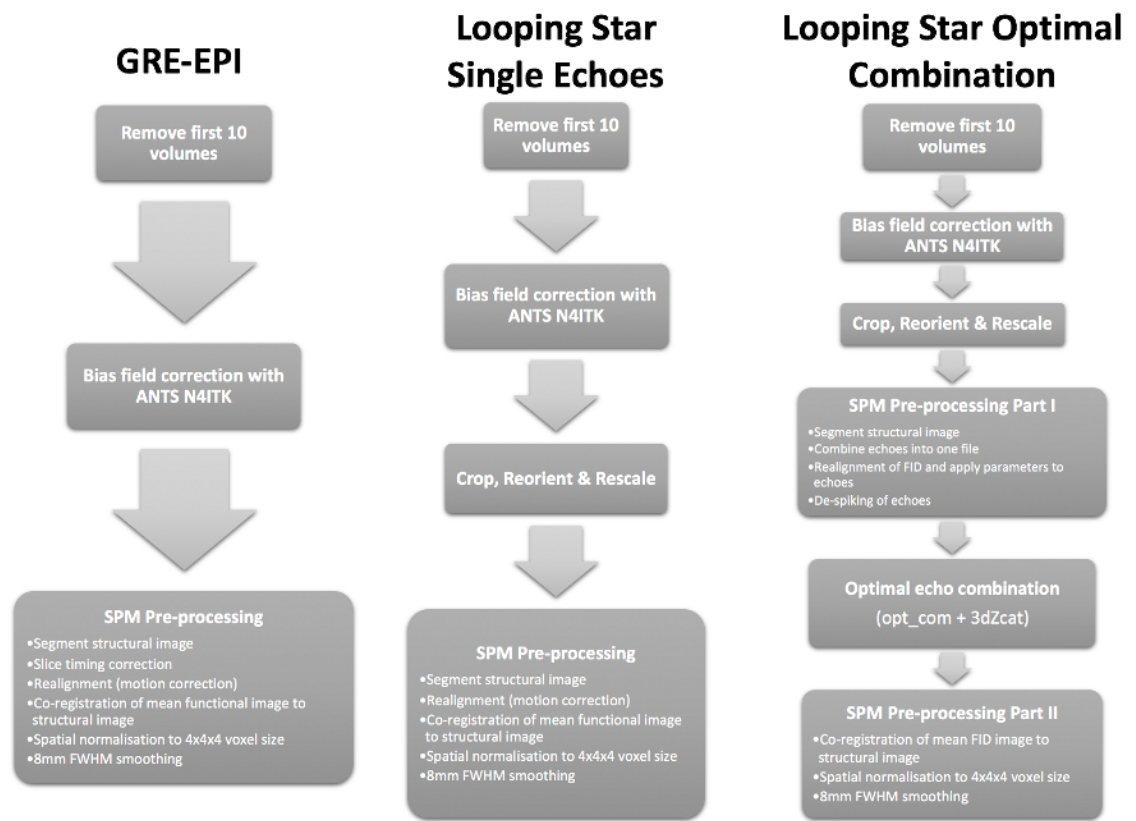 GRE-EPI
Remove first 10
volumes
Bias field correction with
ANTS N4ITK
SPM Pre-processing
•Segment structural image
•Slice timing correction
•Realignment (motion correction)
•Co-registration of mean functional image to
structural image
•Spatial normalisation to 4x4x4 voxel size
•8mm FWHM smoothing
Looping Star
Single Echoes
Remove first 10
volumes
Bias field correction with
ANTS N4ITK
Crop, Reorient & Rescale
SPM Pre-processing
•Segment structural image
•Realignment (motion correction)
•Co-registration of mean functional image
to structural image
•Spatial normalisation to 4x4x4 voxel size
•8mm FWHM smoothing
Looping Star Optimal
Combination
Remove first 10
volumes
Bias field correction with
ANTS N4ITK
Crop, Reorient & Rescale
SPM Pre-processing Part I
•Segment structural image
•Combine echoes into one file
•Realignment of FID and apply parameters to
echoes
•De-spiking of echoes
Optimal echo combination
(opt_com + 3dZcat)
SPM Pre-processing Part II
•Co-registration of mean FID image to
structural image
•Spatial normalisation to 4x4x4 voxel size
•8mm FWHM smoothing